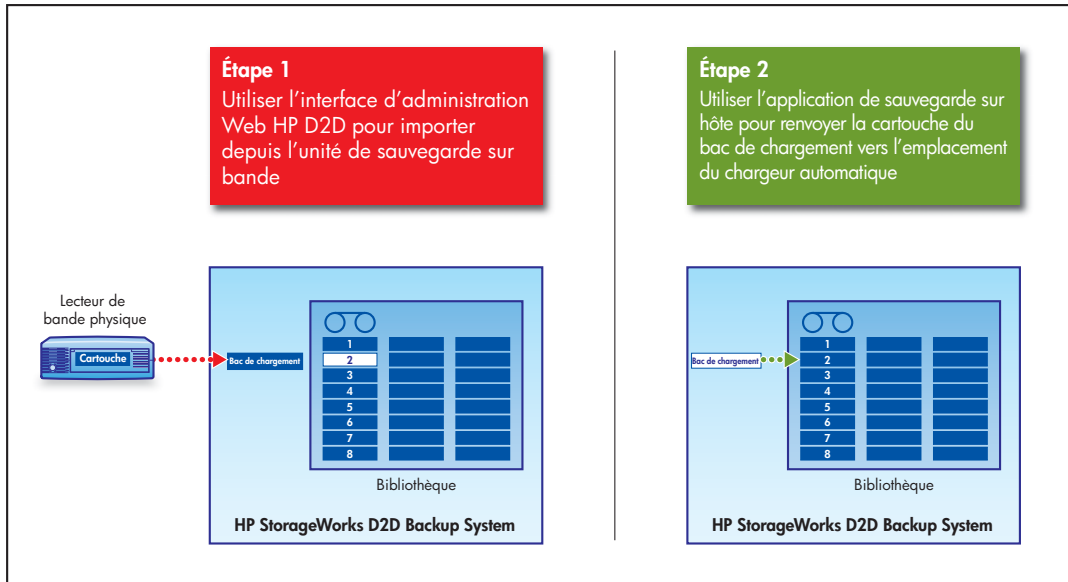 Étape 1
Utiliser l’interface d’administration
Web HP D2D pour importer
depuis l’unité de sauvegarde sur
bande
Étape 2
Utiliser l’application de sauvegarde sur
hôte pour renvoyer la cartouche du
bac de chargement vers l’emplacement
du chargeur automatique
Lecteur de
bande physique
Cartouche
Bac de chargement
1
2
3
4
5
6
7
8
Bibliothèque
HP StorageWorks D2D Backup System
Bac de chargement
1
2
3
4
5
6
7
8
Bibliothèque
HP StorageWorks D2D Backup System